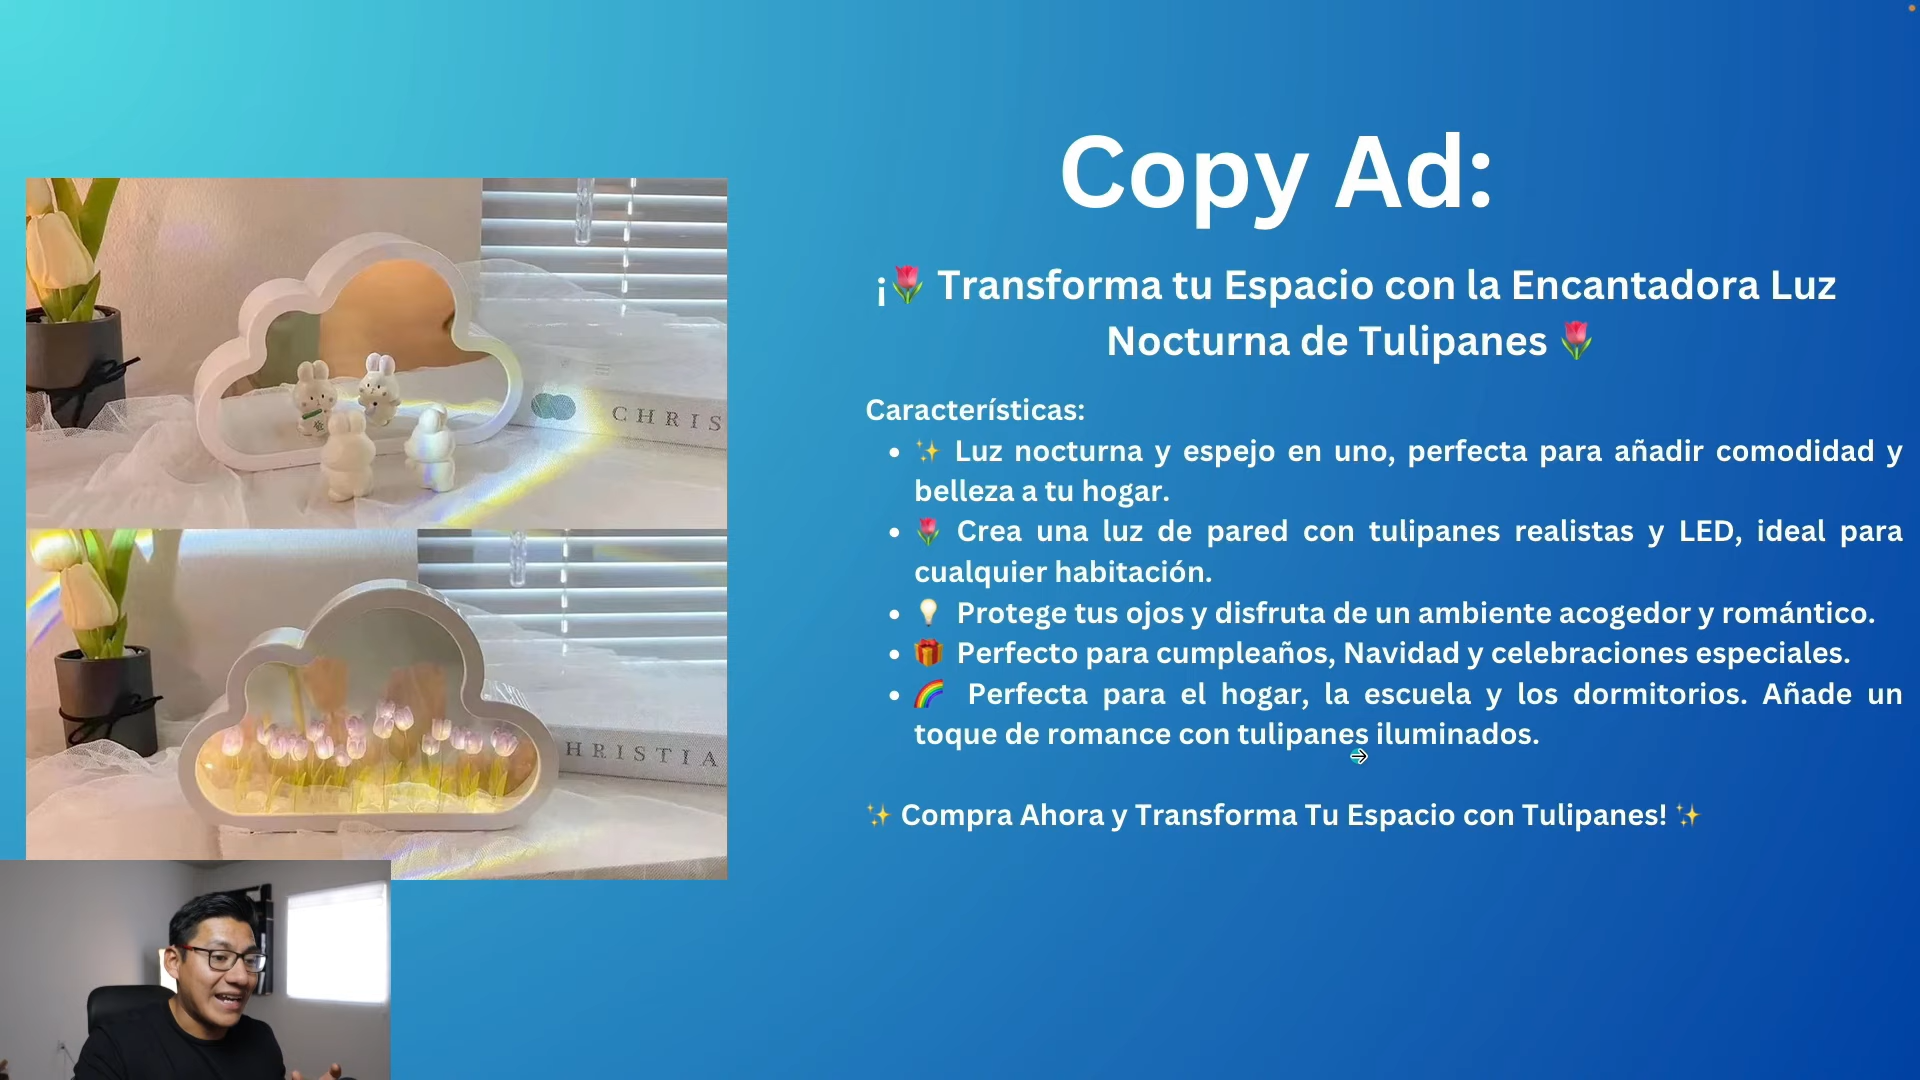 Copy Ad:
¡🌷 Transforma tu Espacio con la Encantadora Luz
Nocturna de Tulipanes 🌷
Características:
• ✨ Luz nocturna y espejo en uno, perfecta para añadir comodidad y
belleza a tu hogar.
• 🌷 Crea una luz de pared con tulipanes realistas y LED, ideal para
cualquier habitación.
• 💡 Protege tus ojos y disfruta de un ambiente acogedor y romántico.
• 🎁 Perfecto para cumpleaños, Navidad y celebraciones especiales.
• 🌈 Perfecta para el hogar, la escuela y los dormitorios. Añade un
toque de romance con tulipanes iluminados.
✨ Compra Ahora y Transforma Tu Espacio con Tulipanes! ✨
CHRIS
HRISTIA